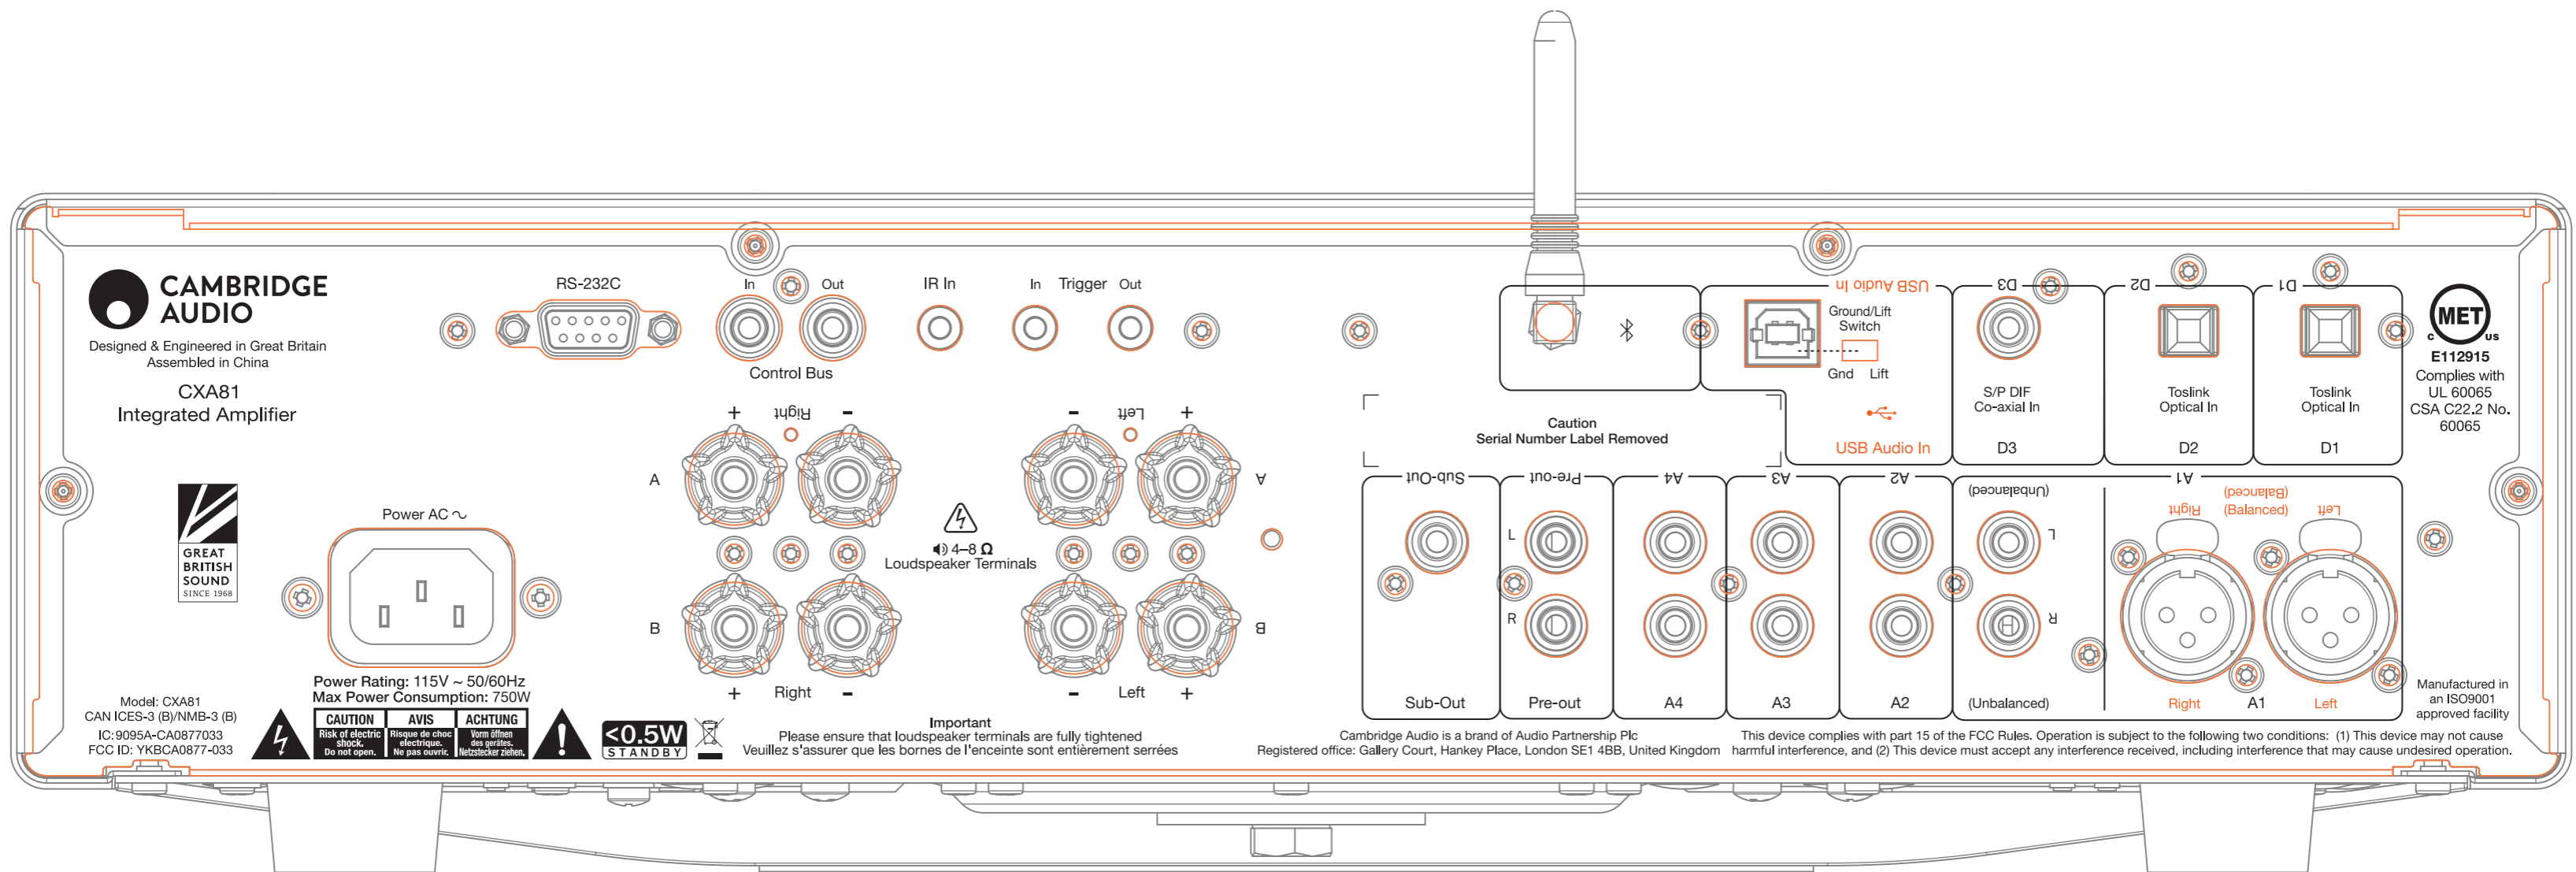 CAMBRIDGE
AUDIO
Designed & Engineered in Great Britain
Assembled in China
CXA81
Integrated Amplifier
GREAT
BRITISH
SOUND
SINCE 1968
RS-232C
In
Out
Control Bus
IR In
In Trigger Out
Power AC ~
Power Rating: 115V ~ 50/60Hz
Max Power Consumption: 750W
+ Right -
- Left +
A
A
4–8 Ω
Loudspeaker Terminals
B
B
+ Right -
- Left +
Model: CXA81
CAN ICES-3 (B)/NMB-3 (B)
IC: 9095A-CA0877033
FCC ID: YKBCA0877-033
CAUTION
Risk of electric
shock.
Do not open.
AVIS
Risque de choc
electrique.
Ne pas ouvrir.
ACHTUNG
Vorm öffnen
des gerätes.
Netzstecker ziehen.
<0.5W
STANDBY
Important
Please ensure that loudspeaker terminals are fully tightened
Veuillez s'assurer que les bornes de l'enceinte sont entièrement serrées
USB Audio In
Ground/Lift
Switch
Gnd Lift
USB Audio In
D3
S/P DIF
Co-axial In
D3
D2
Toslink
Optical In
D2
D1
Toslink
Optical In
D1
c MET us
E112915
Complies with
UL 60065
CSA C22.2 No.
60065
Caution
Serial Number Label Removed
Sub-Out
Pre-out
A4
A3
A2
(Unbalanced)
A1
Right
(Balanced)
(Balanced)
Left
L
L
R
R
Sub-Out
Pre-out
A4
A3
A2
(Unbalanced)
Right
A1
Left
Manufactured in
an ISO9001
approved facility
Cambridge Audio is a brand of Audio Partnership Plc
Registered office: Gallery Court, Hankey Place, London SE1 4BB, United Kingdom
This device complies with part 15 of the FCC Rules. Operation is subject to the following two conditions: (1) This device may not cause
harmful interference, and (2) This device must accept any interference received, including interference that may cause undesired operation.